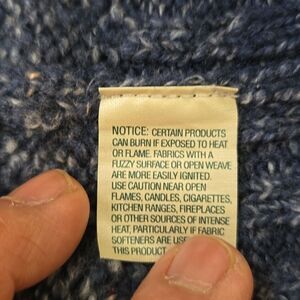 NOTICE: CERTAIN PRODUCTS
CAN BURN IF EXPOSED TO HEAT
OR FLAME. FABRICS WITH A
FUZZY SURFACE OR OPEN WEAVE
ARE MORE EASILY IGNITED.
USE CAUTION NEAR OPEN
FLAMES, CANDLES, CIGARETTES,
KITCHEN RANGES, FIREPLACES
OR OTHER SOURCES OF INTENSE
HEAT, PARTICULARLY IF FABRIC
SOFTENERS ARE USE
THIS PRODUCT